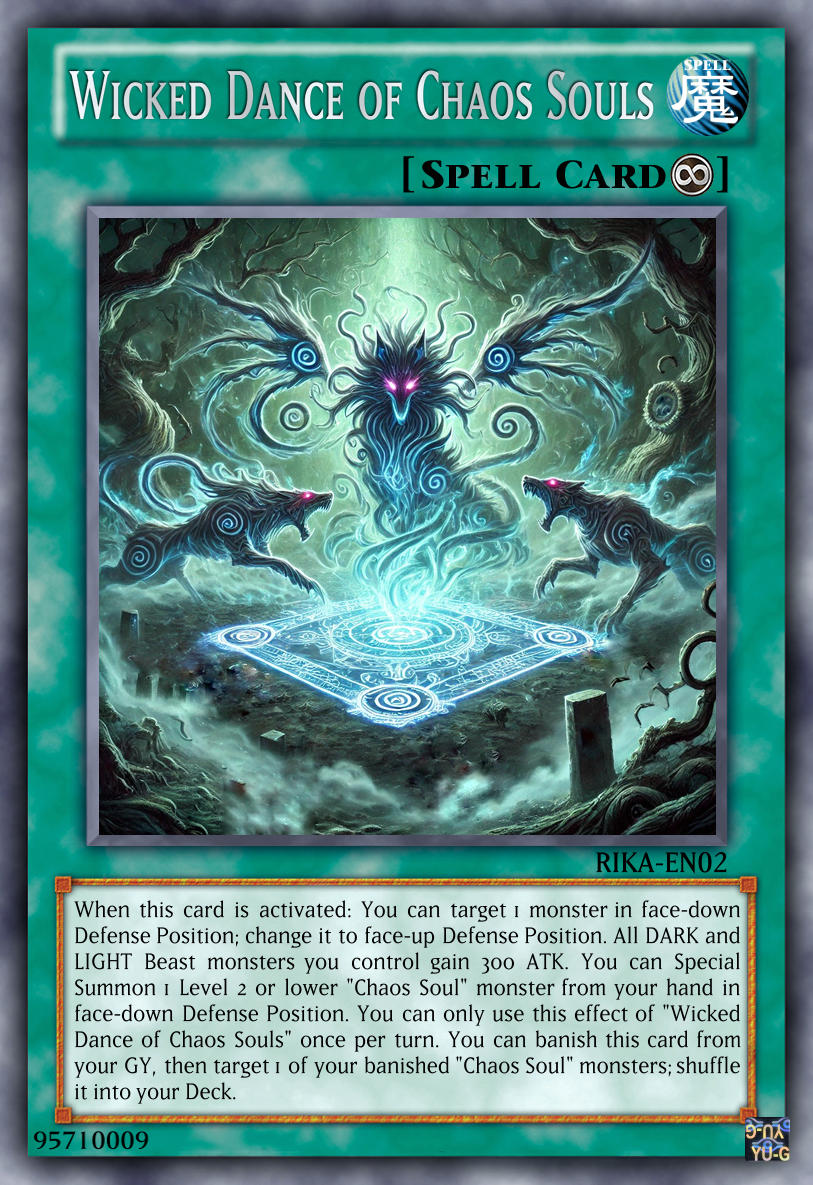 WICKED DANCE OF CHAOS SOULS
SPELL
魔
[SPELL CARD∞]
RIKA-EN02
When this card is activated: You can target 1 monster in face-down
Defense Position; change it to face-up Defense Position. All DARK and
LIGHT Beast monsters you control gain 300 ATK. You can Special
Summon 1 Level 2 or lower "Chaos Soul" monster from your hand in
face-down Defense Position. You can only use this effect of "Wicked
Dance of Chaos Souls" once per turn. You can banish this card from
your GY, then target 1 of your banished "Chaos Soul" monsters; shuffle
it into your Deck.
95710009
YU-G
YU-G